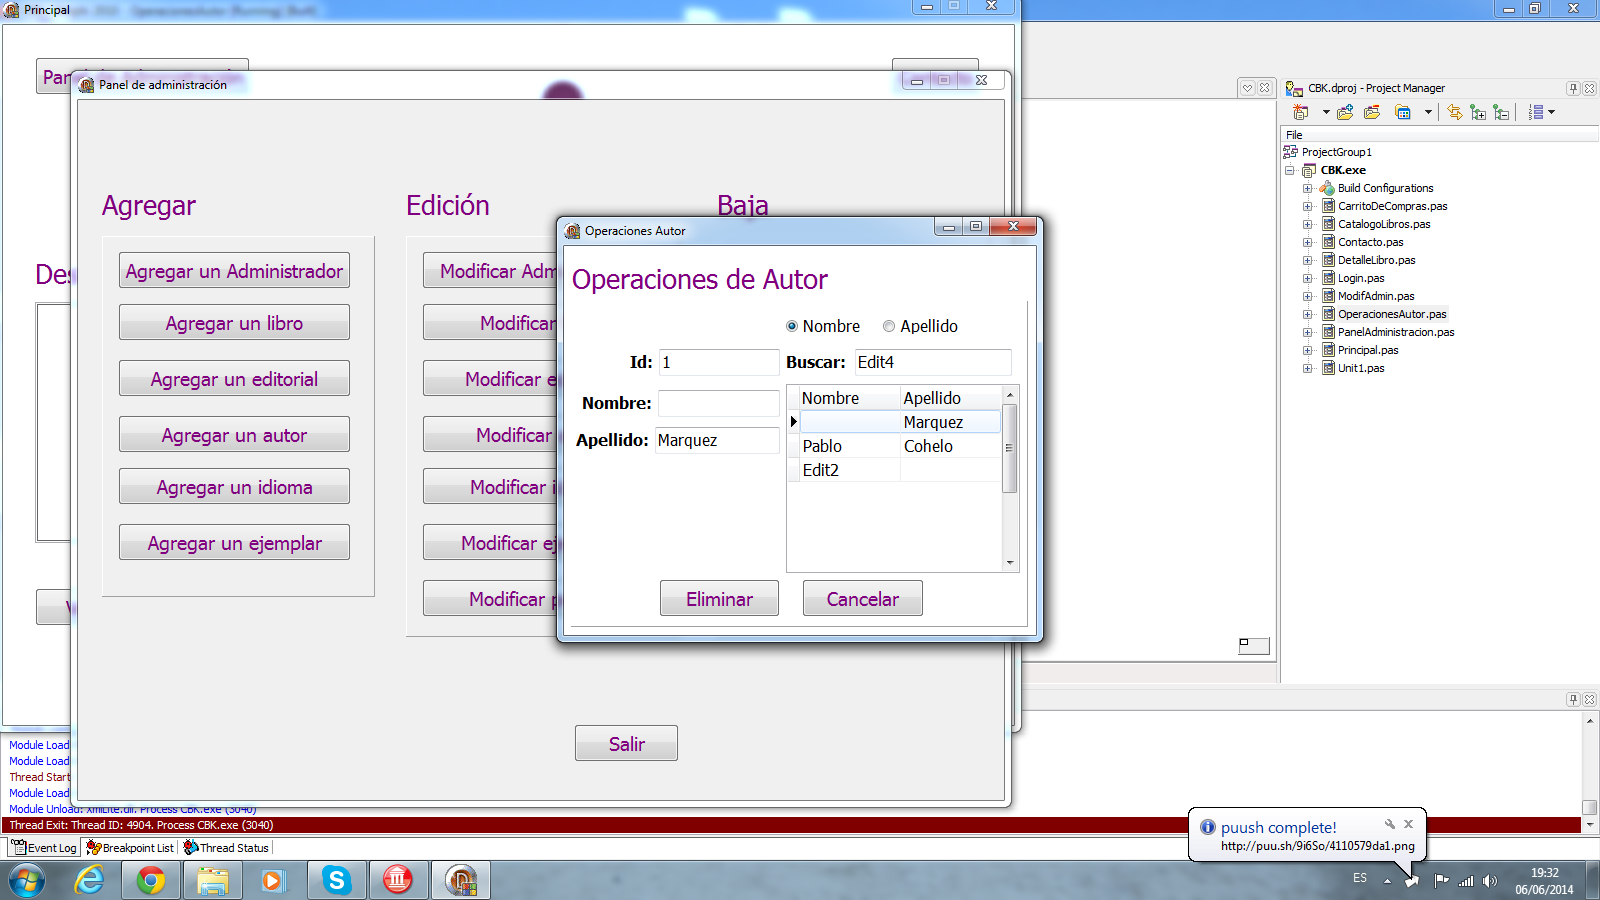 Principal
Panel de administración
Agregar
Edición
Baja
Agregar un Administrador
Agregar un libro
Agregar un editorial
Agregar un autor
Agregar un idioma
Agregar un ejemplar
Modificar Adm
Modificar
Modificar e
Modificar
Modificar i
Modificar ej
Modificar p
Salir
Operaciones Autor
Operaciones de Autor
Nombre Apellido
Id: 1
Buscar: Edit4
Nombre:
Apellido: Marquez
Nombre Apellido
Marquez
Pablo Cohelo
Edit2
Eliminar Cancelar
CBK.dproj - Project Manager
File
ProjectGroup1
CBK.exe
Build Configurations
CarritoDeCompras.pas
CatalogoLibros.pas
Contacto.pas
DetalleLibro.pas
Login.pas
ModifAdmin.pas
OperacionesAutor.pas
PanelAdministracion.pas
Principal.pas
Unit1.pas
Module Load
Module Load
Thread Start
Module Load
Module Unload: XmlLite.dll. Process CBK.exe (3040)
Thread Exit: Thread ID: 4904. Process CBK.exe (3040)
Event Log Breakpoint List Thread Status
puush complete!
http://puu.sh/9i6So/4110579da1.png
ES
19:32
06/06/2014